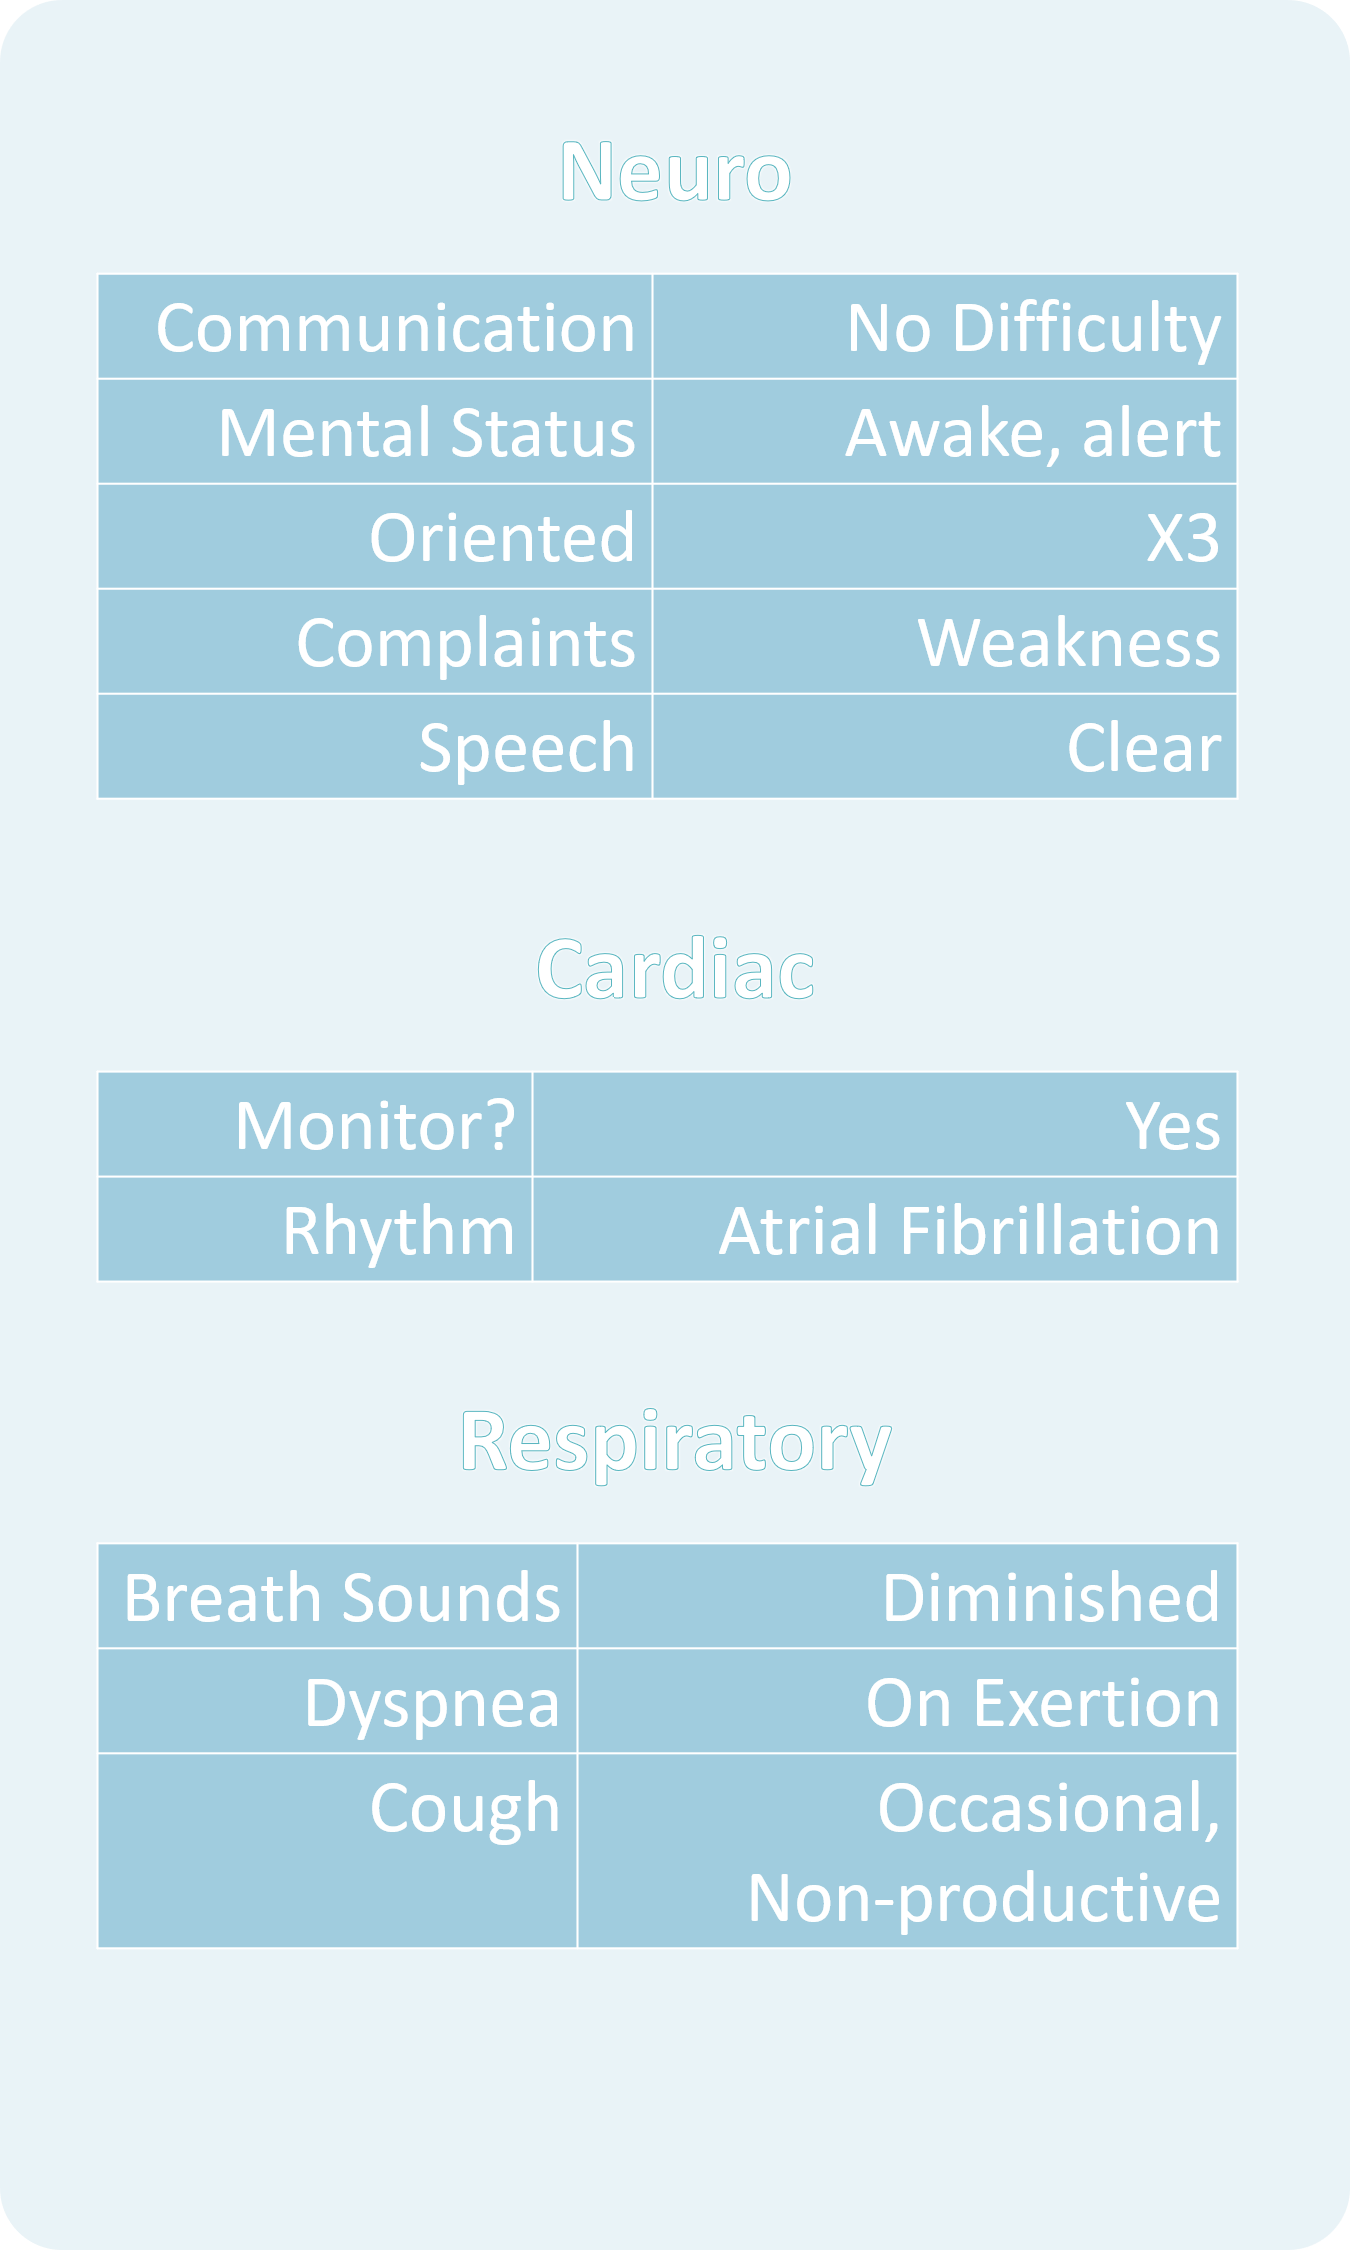 Neuro
Communication No Difficulty
Mental Status Awake, alert
Oriented X3
Complaints Weakness
Speech Clear
Cardiac
Monitor? Yes
Rhythm Atrial Fibrillation
Respiratory
Breath Sounds Diminished
Dyspnea On Exertion
Cough Occasional,
Non-productive